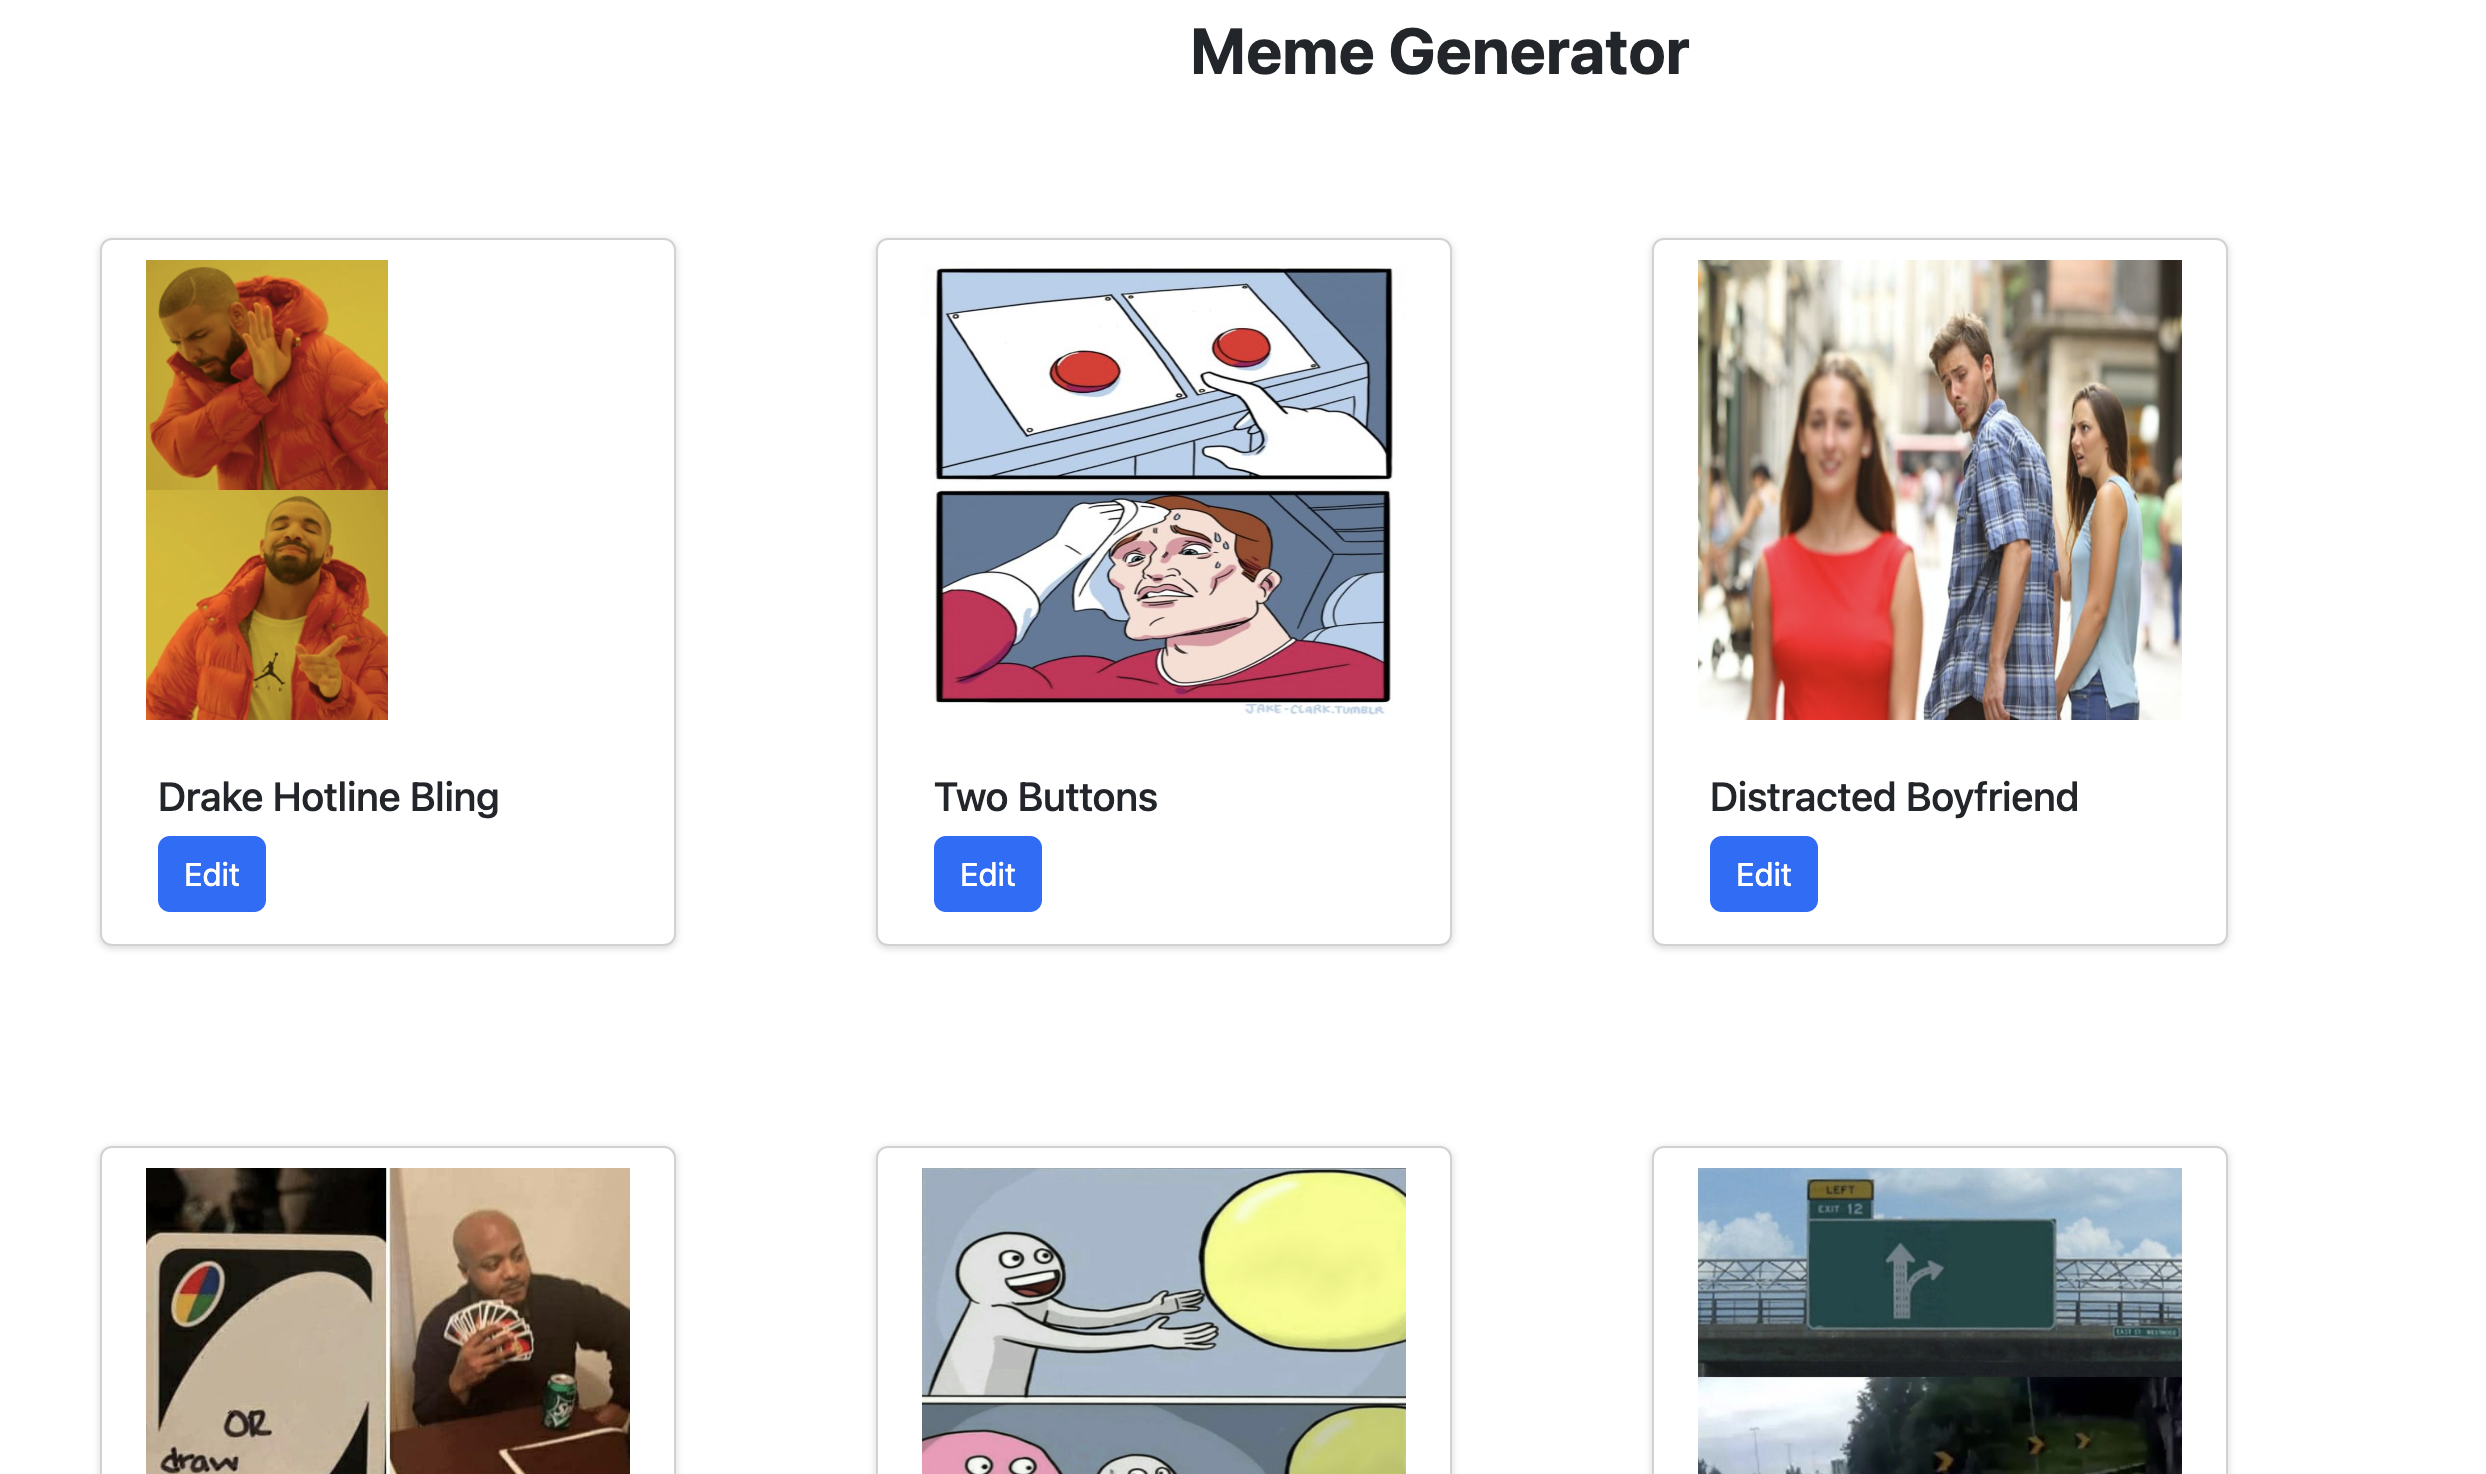 Meme Generator
JAKE-CLARK.TUMBLR
Drake Hotline Bling
Two Buttons
Distracted Boyfriend
Edit
Edit
Edit
OR
draw
LEFT
EXIT 12